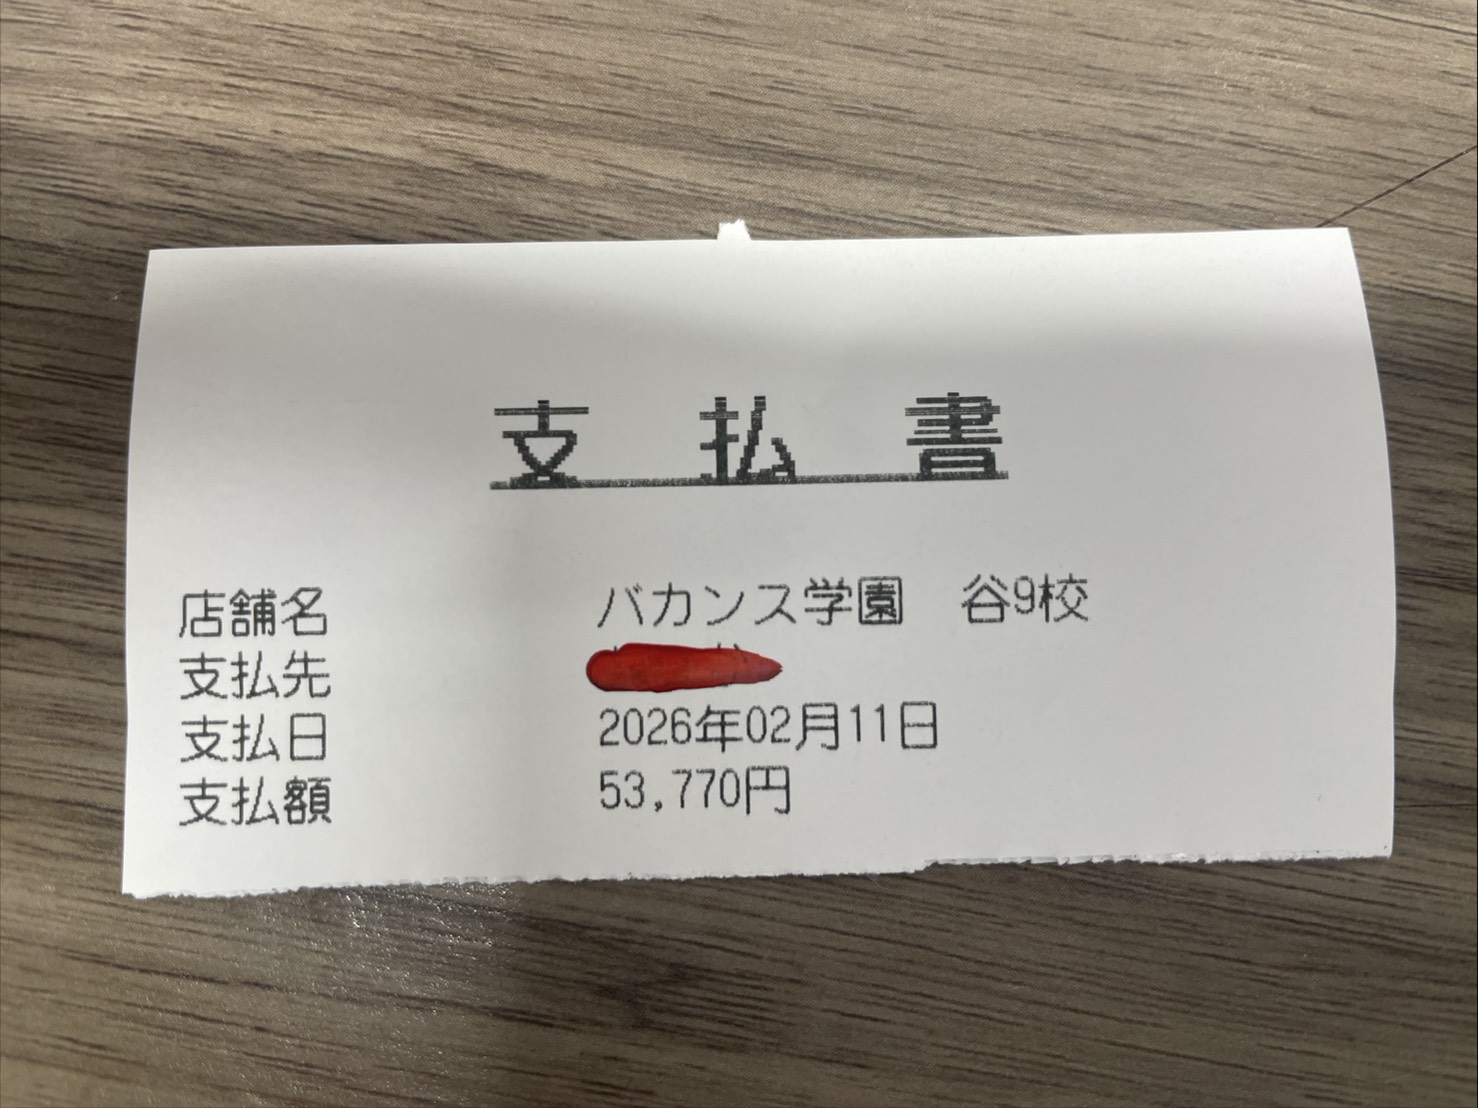 支払書
店舗名 バカンス学園 谷9校
支払先
支払日 2026年02月11日
支払額 53,770円